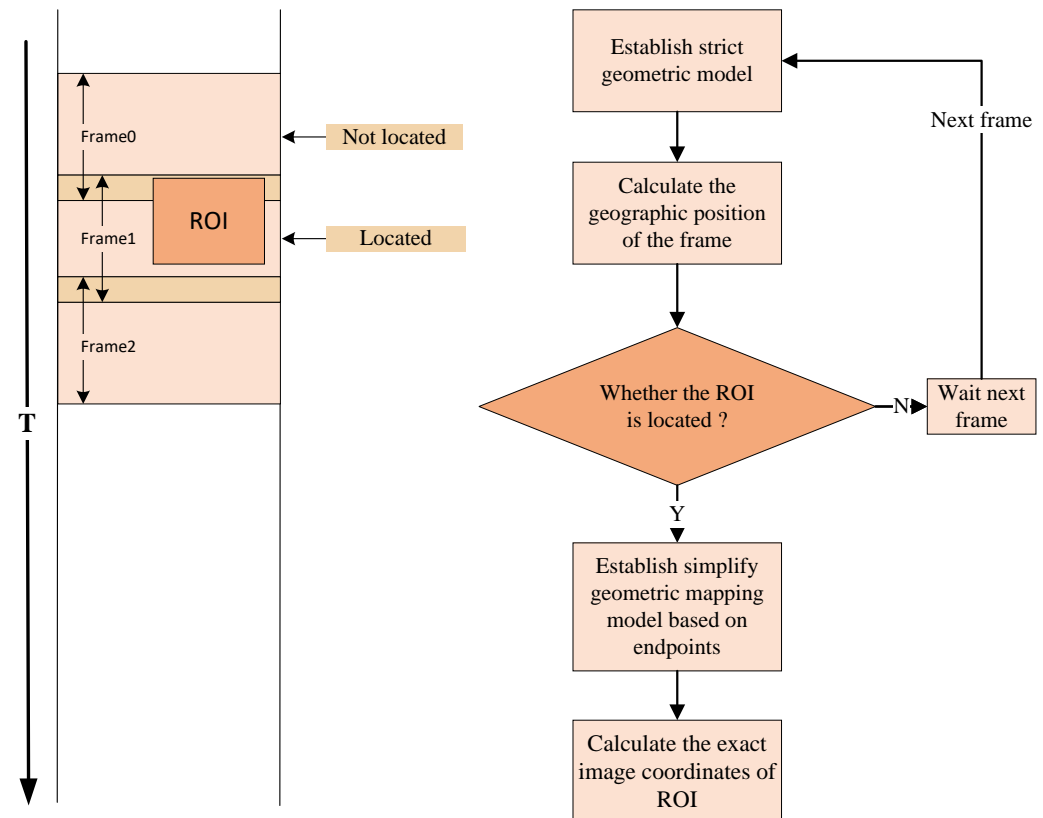 Frame0
Not located
ROI
Frame1
Located
Frame2
T
Establish strict
geometric model
Next frame
Calculate the
geographic position
of the frame
Whether the ROI
is located ?
N
Wait next
frame
Y
Establish simplify
geometric mapping
model based on
endpoints
Calculate the exact
image coordinates of
ROI